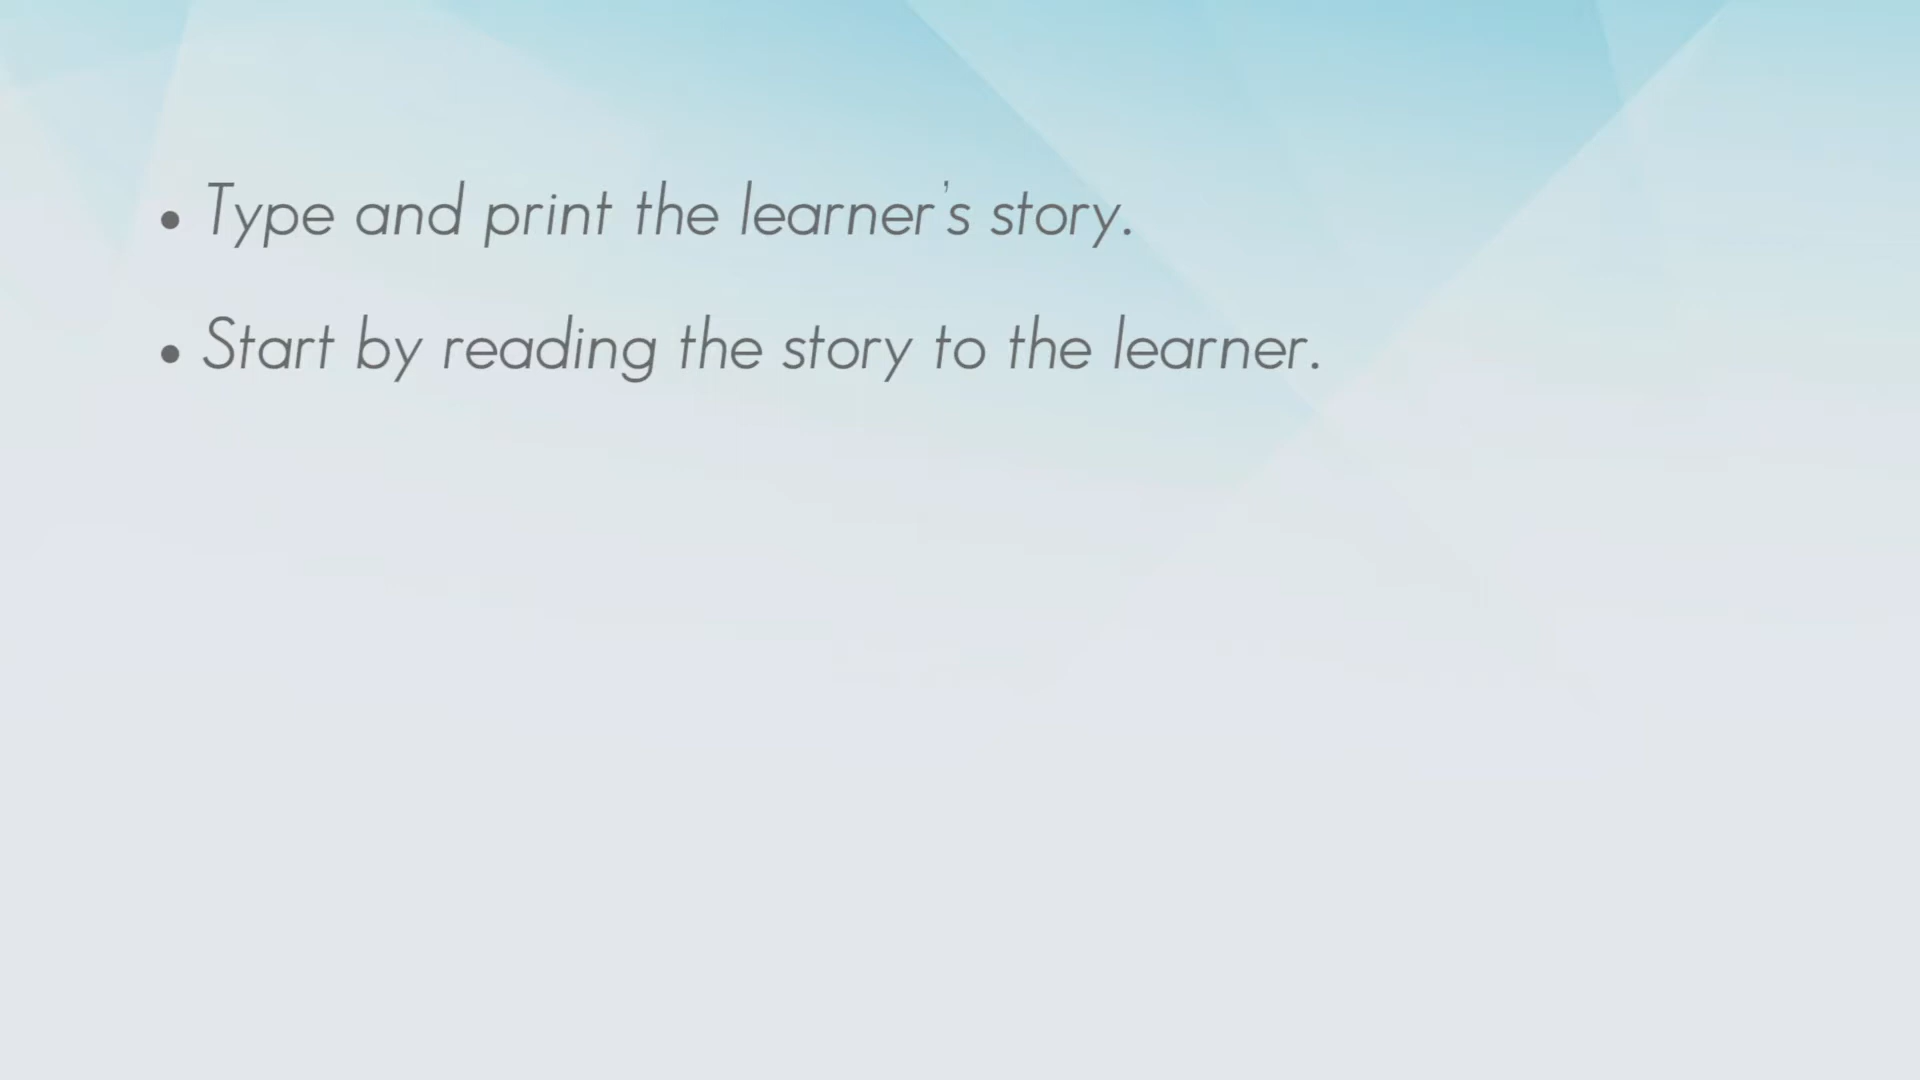 • Type and print the learner's story.
• Start by reading the story to the learner.